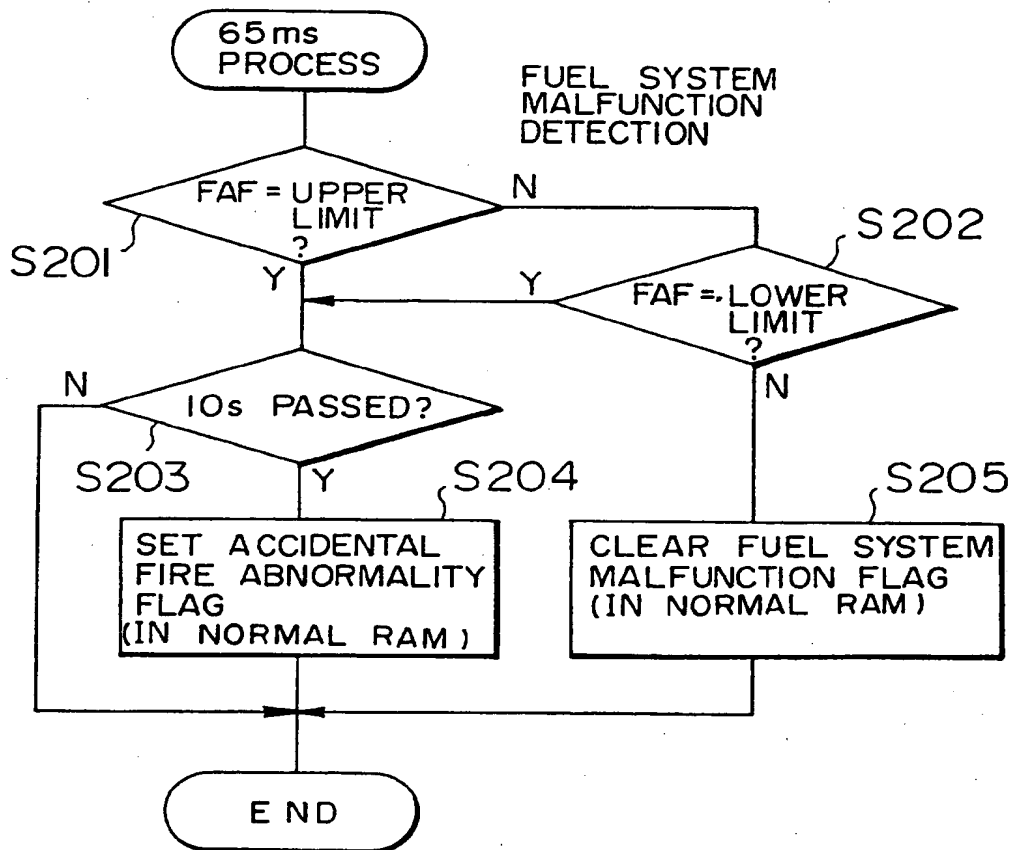 65ms
PROCESS
FUEL SYSTEM
MALFUNCTION
DETECTION
FAF = UPPER
LIMIT
?
N
S201
Y
S202
Y
FAF = LOWER
LIMIT
?
N
N
10s PASSED?
S203
Y
S204
S205
SET ACCIDENTAL
FIRE ABNORMALITY
FLAG
(IN NORMAL RAM)
CLEAR FUEL SYSTEM
MALFUNCTION FLAG
(IN NORMAL RAM)
END